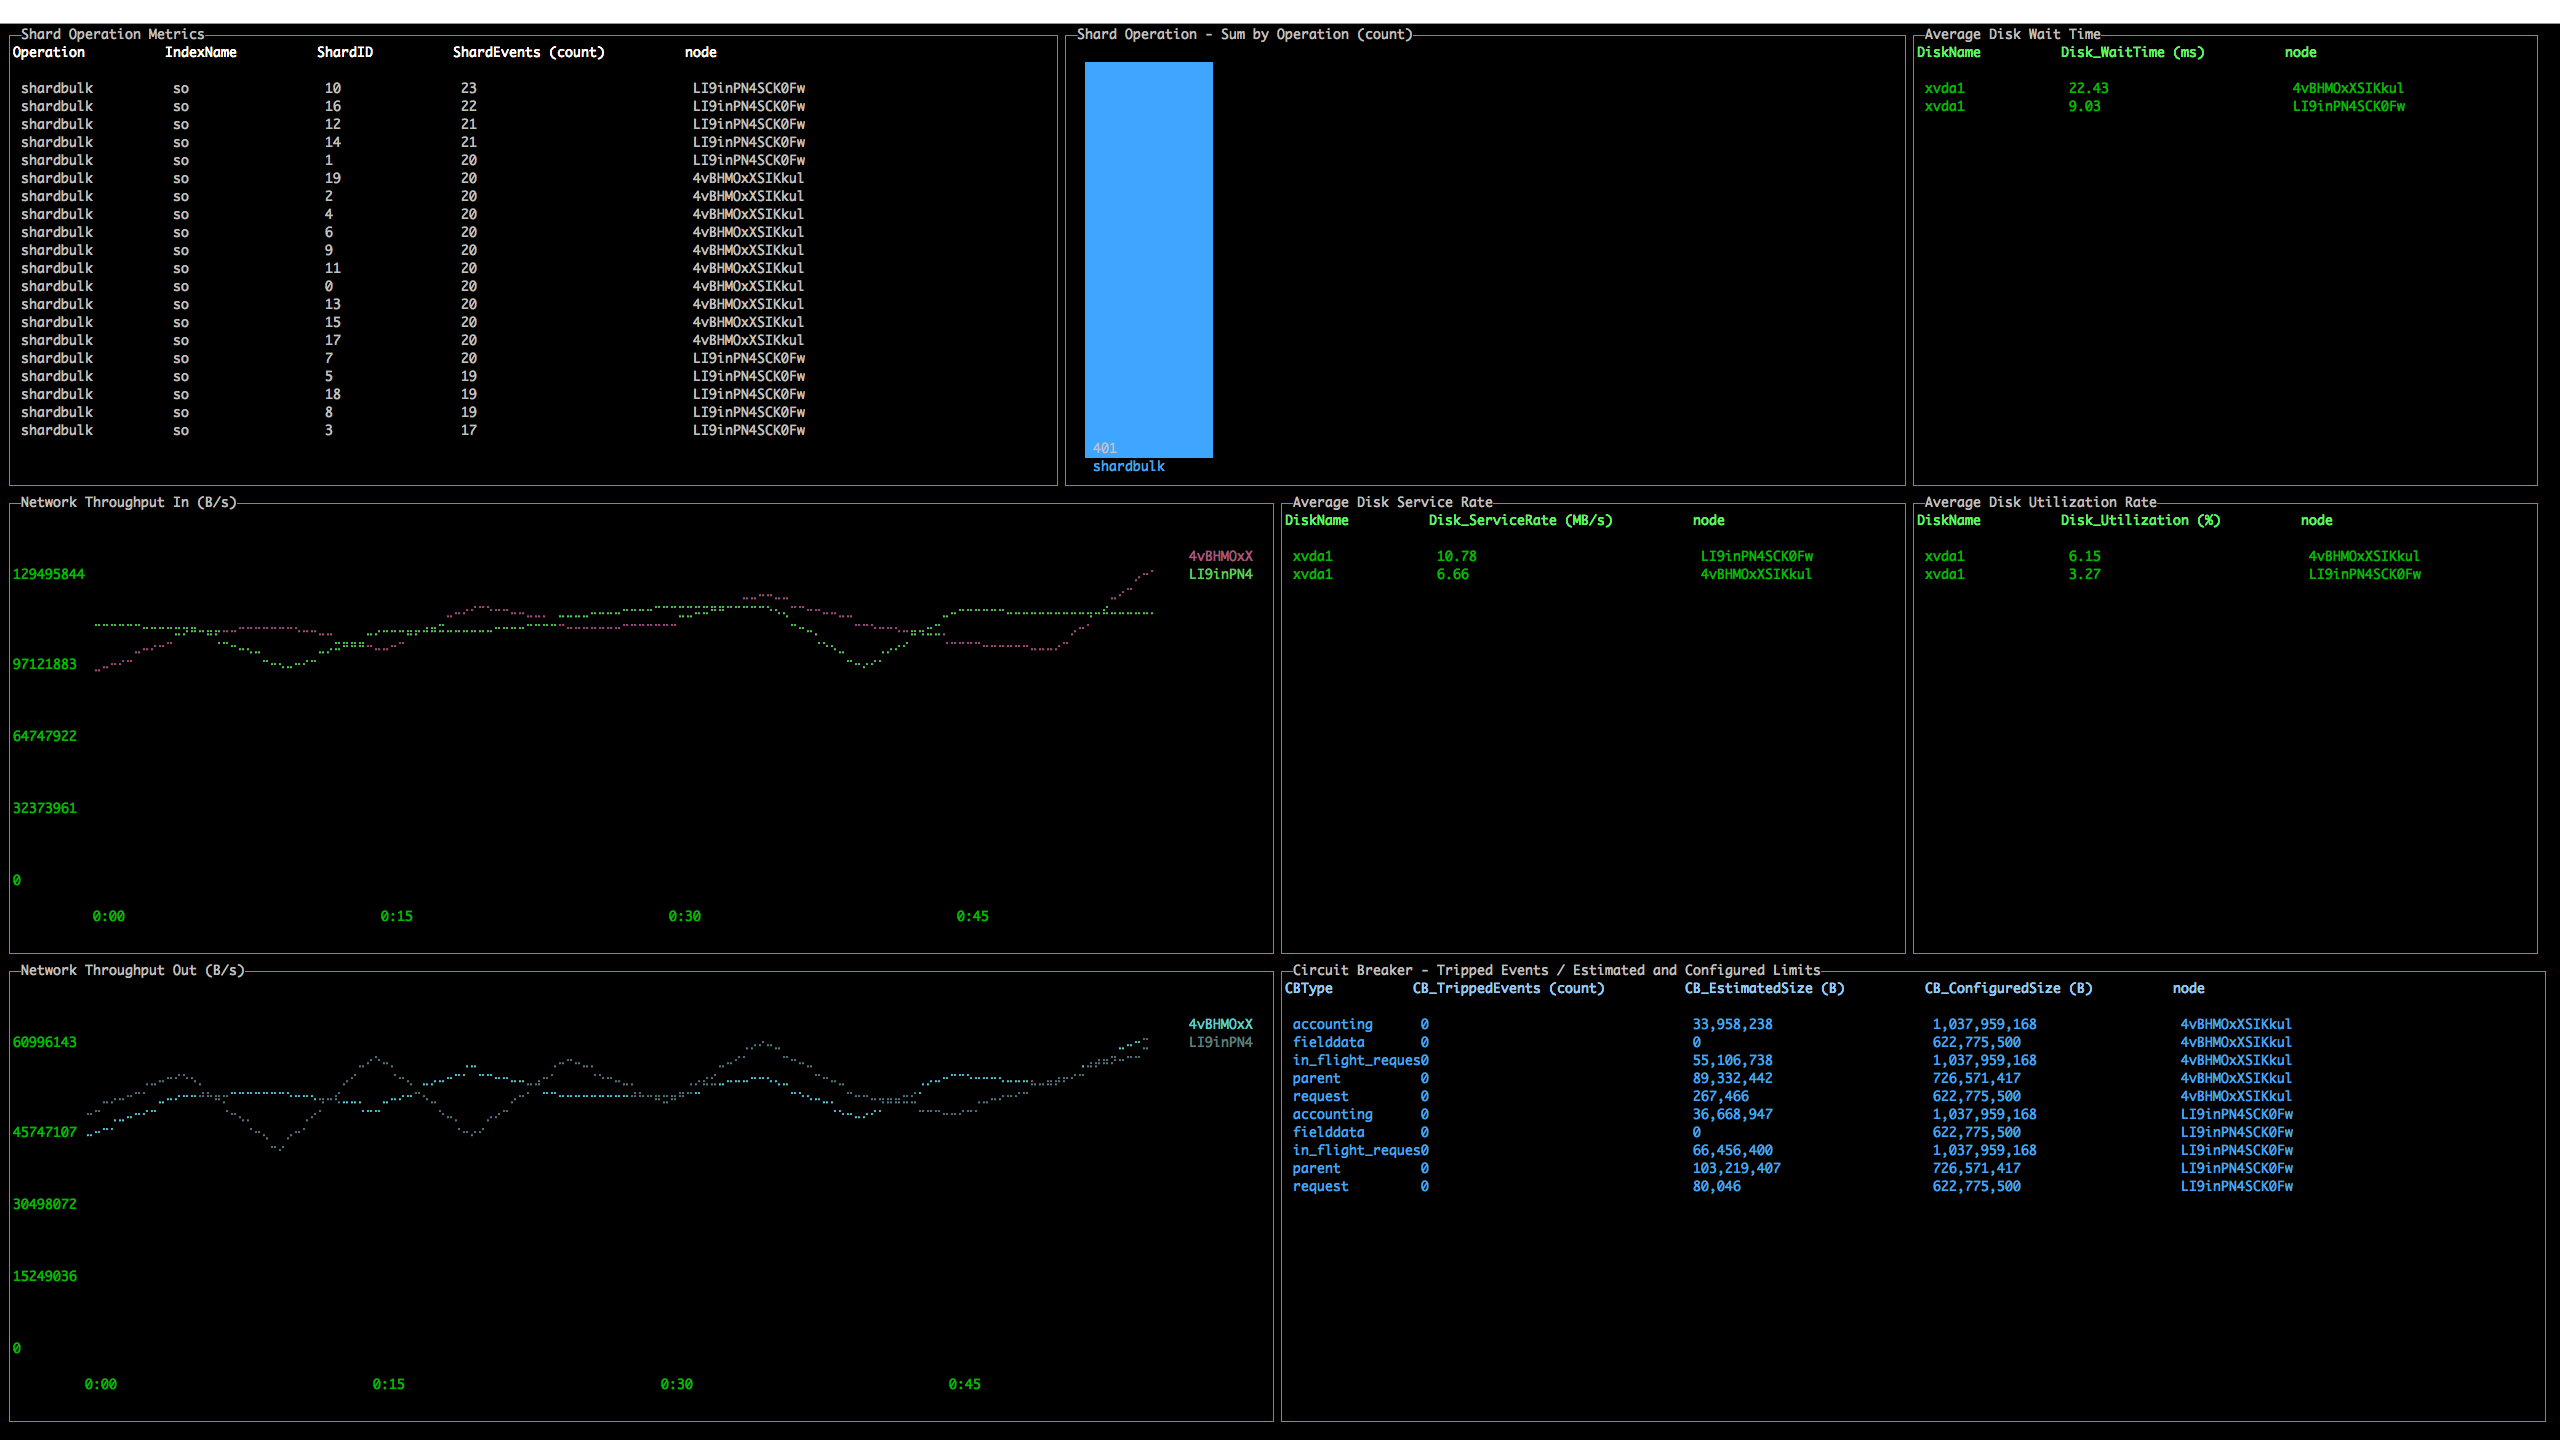 Shard Operation Metrics
Operation IndexName ShardID ShardEvents (count) node
shardbulk so 10 23 LI9inPN4SCK0Fw
shardbulk so 16 22 LI9inPN4SCK0Fw
shardbulk so 12 21 LI9inPN4SCK0Fw
shardbulk so 14 21 LI9inPN4SCK0Fw
shardbulk so 1 20 LI9inPN4SCK0Fw
shardbulk so 19 20 4vBHMOxXSIKkul
shardbulk so 2 20 4vBHMOxXSIKkul
shardbulk so 4 20 4vBHMOxXSIKkul
shardbulk so 6 20 4vBHMOxXSIKkul
shardbulk so 9 20 4vBHMOxXSIKkul
shardbulk so 11 20 4vBHMOxXSIKkul
shardbulk so 0 20 4vBHMOxXSIKkul
shardbulk so 13 20 4vBHMOxXSIKkul
shardbulk so 15 20 4vBHMOxXSIKkul
shardbulk so 17 20 4vBHMOxXSIKkul
shardbulk so 7 20 LI9inPN4SCK0Fw
shardbulk so 5 19 LI9inPN4SCK0Fw
shardbulk so 18 19 LI9inPN4SCK0Fw
shardbulk so 8 19 LI9inPN4SCK0Fw
shardbulk so 3 17 LI9inPN4SCK0Fw
Shard Operation - Sum by Operation (count)
401
shardbulk
Average Disk Wait Time
DiskName Disk_WaitTime (ms) node
xvda1 22.43 4vBHMOxXSIKkul
xvda1 9.03 LI9inPN4SCK0Fw
Network Throughput In (B/s)
4vBHMOxX
129495844 LI9inPN4
97121883
64747922
32373961
0
0:00 0:15 0:30 0:45
Average Disk Service Rate
DiskName Disk_ServiceRate (MB/s) node
xvda1 10.78 LI9inPN4SCK0Fw
xvda1 6.66 4vBHMOxXSIKkul
Average Disk Utilization Rate
DiskName Disk_Utilization (%) node
xvda1 6.15 4vBHMOxXSIKkul
xvda1 3.27 LI9inPN4SCK0Fw
Network Throughput Out (B/s)
4vBHMOxX
60996143 LI9inPN4
45747107
30498072
15249036
0
0:00 0:15 0:30 0:45
Circuit Breaker - Tripped Events / Estimated and Configured Limits
CBType CB_TrippedEvents (count) CB_EstimatedSize (B) CB_ConfiguredSize (B) node
accounting 0 33,958,238 1,037,959,168 4vBHMOxXSIKkul
fielddata 0 0 622,775,500 4vBHMOxXSIKkul
in_flight_reques0 55,106,738 1,037,959,168 4vBHMOxXSIKkul
parent 0 89,332,442 726,571,417 4vBHMOxXSIKkul
request 0 267,466 622,775,500 4vBHMOxXSIKkul
accounting 0 36,668,947 1,037,959,168 LI9inPN4SCK0Fw
fielddata 0 0 622,775,500 LI9inPN4SCK0Fw
in_flight_reques0 66,456,400 1,037,959,168 LI9inPN4SCK0Fw
parent 0 103,219,407 726,571,417 LI9inPN4SCK0Fw
request 0 80,046 622,775,500 LI9inPN4SCK0Fw